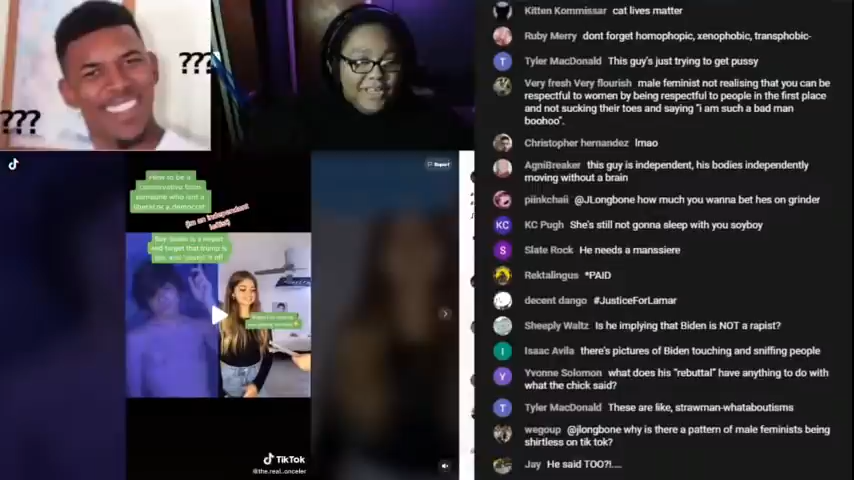 ???
???
Report
How to be a
conservative from
someone who isnt a
liberal or a democrat
(im an independent
leftist)
Say Biden is a rapist
and forget that trump is
TikTok
@the.real.onceler
Kitten Kommissar cat lives matter
Ruby Merry dont forget homophopic, xenophobic, transphobic-
Tyler MacDonald This guy's just trying to get pussy
Very fresh Very flourish male feminist not realising that you can be
respectful to women by being respectful to people in the first place
and not sucking their toes and saying "i am such a bad man
boohoo".
Christopher hernandez lmao
AgniBreaker this guy is independent, his bodies independently
moving without a brain
piinkchaii @JLongbone how much you wanna bet hes on grinder
KC KC Pugh She's still not gonna sleep with you soyboy
S Slate Rock He needs a manssiere
Rektalingus *PAID
decent dango #JusticeForLamar
Sheeply Waltz Is he implying that Biden is NOT a rapist?
I Isaac Avila there's pictures of Biden touching and sniffing people
Y Yvonne Solomon what does his "rebuttal" have anything to do with
what the chick said?
T Tyler MacDonald These are like, strawman-whataboutisms
wegoup @jlongbone why is there a pattern of male feminists being
shirtless on tik tok?
Jay He said TOO?!....